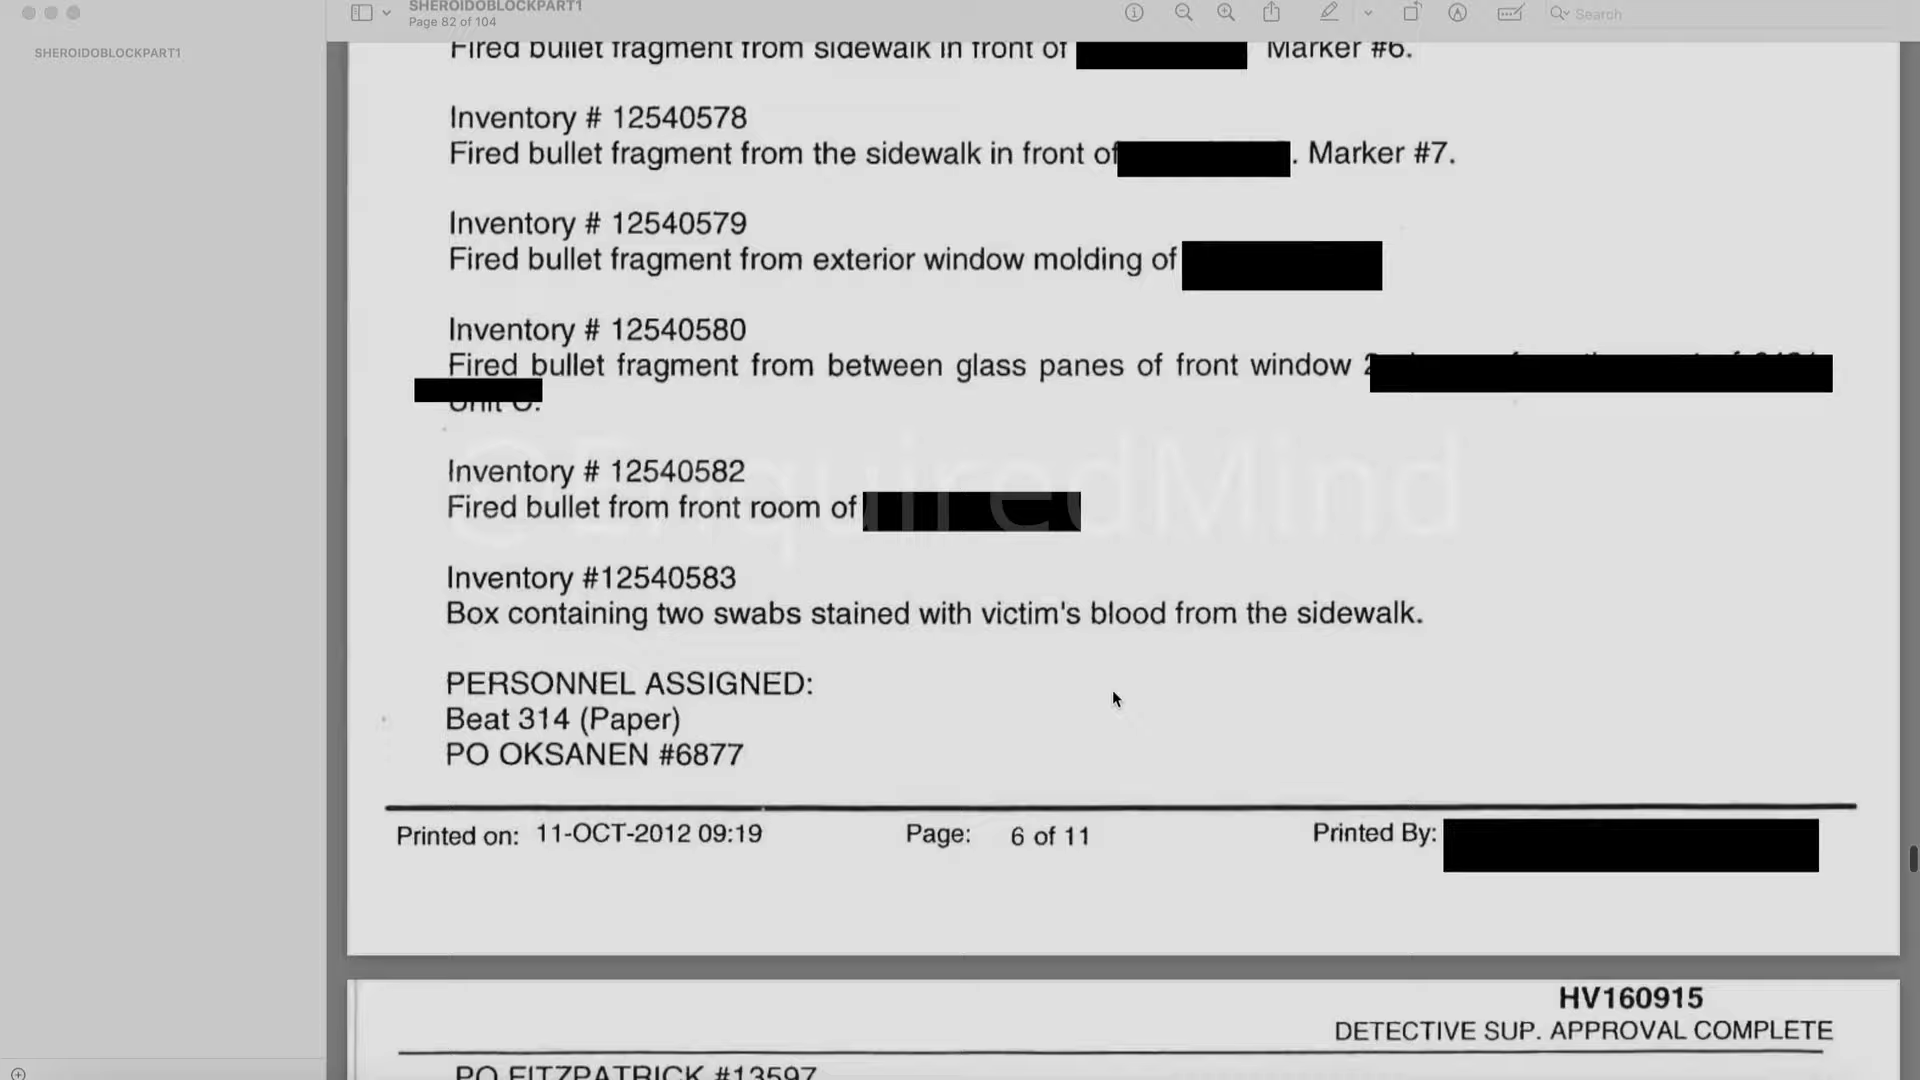 SHEROIDOBLOCKPART1
Page 82 of 104
Search
SHEROIDOBLOCKPART1
Fired bullet fragment from sidewalk in front of Marker #6.
Inventory # 12540578
Fired bullet fragment from the sidewalk in front of . Marker #7.
Inventory # 12540579
Fired bullet fragment from exterior window molding of
Inventory # 12540580
Fired bullet fragment from between glass panes of front window
Unit C.
@EnquiredMind
Inventory # 12540582
Fired bullet from front room of
Inventory #12540583
Box containing two swabs stained with victim's blood from the sidewalk.
PERSONNEL ASSIGNED:
Beat 314 (Paper)
PO OKSANEN #6877
Printed on: 11-OCT-2012 09:19 Page: 6 of 11 Printed By:
HV160915
DETECTIVE SUP. APPROVAL COMPLETE
PO FITZPATRICK #13597